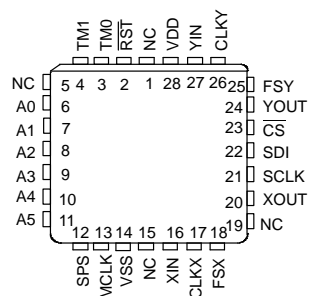 TM1 TM0 RST NC VDD YIN CLKY
NC 5 4 3 2 1 28 27 26 25 FSY
A0 6 24 YOUT
A1 7 23 CS
A2 8 22 SDI
A3 9 21 SCLK
A4 10 20 XOUT
A5 11 19 NC
12 13 14 15 16 17 18
SPS MCLK VSS NC XIN CLKX FSX